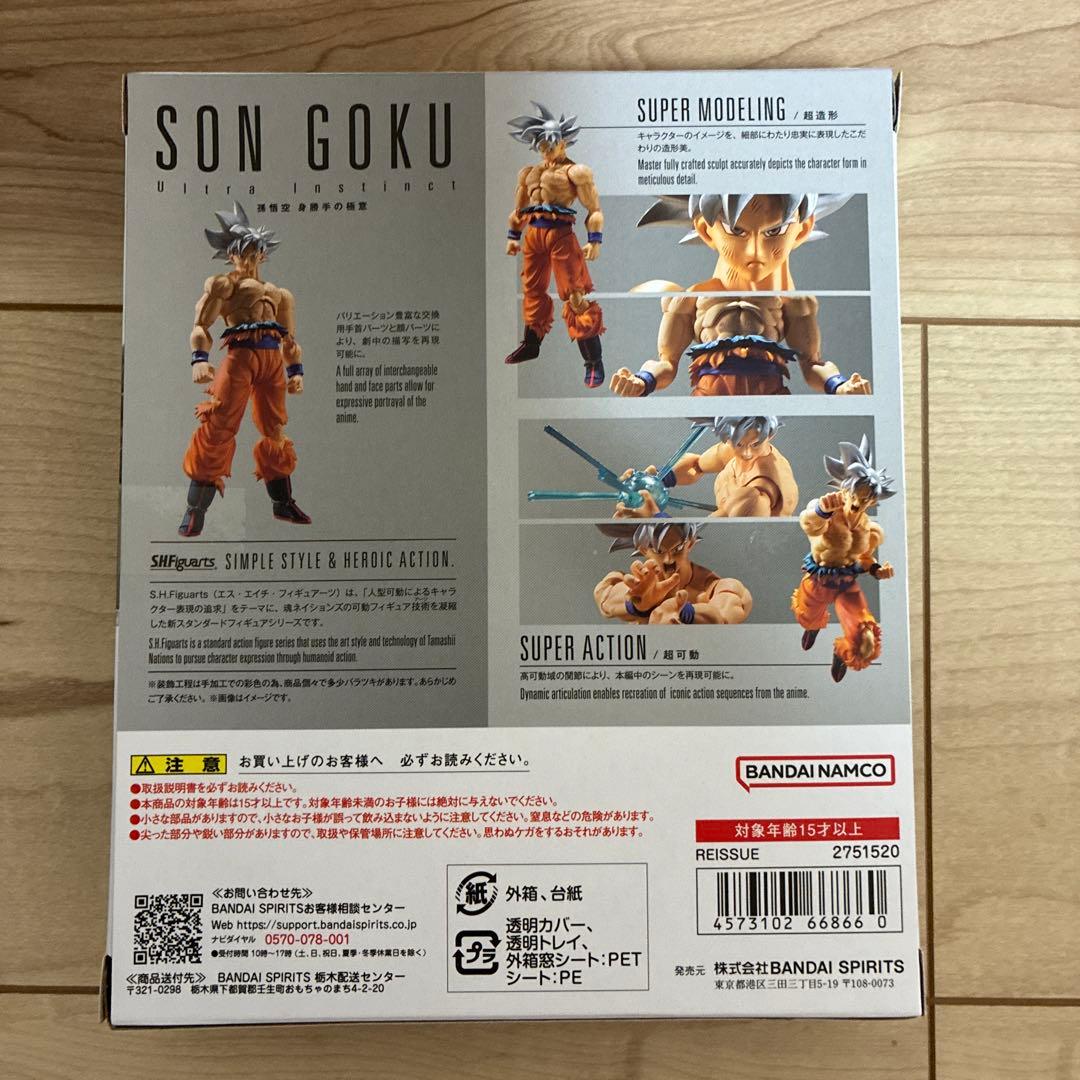 SON GOKU
Ultra Instinct
孫悟空 身勝手の極意
バリエーション豊富な交換
用手首パーツと顔パーツに
より、劇中の描写を再現
可能に。
A full array of interchangeable
hand and face parts allow for
expressive portrayal of the
anime.
S.H.Figuarts SIMPLE STYLE & HEROIC ACTION.
S.H.Figuarts（エス・エイチ・フィギュアーツ）は、「人型可動によるキャラ
クター表現の追求」をテーマに、魂ネイションズの可動フィギュア技術を凝縮
アーツ
した新スタンダードフィギュアシリーズです。
S.H.Figuarts is a standard action figure series that uses the art style and technology of Tamashii
Nations to pursue character expression through humanoid action.
※装飾工程は手加工での彩色の為、商品個々で多少バラツキがあります。あらかじめ
ご了承ください。※画像はイメージです。
SUPER MODELING / 超造形
キャラクターのイメージを、細部にわたり忠実に表現したこだ
わりの造形美。
Master fully crafted sculpt accurately depicts the character form in
meticulous detail.
SUPER ACTION / 超可動
高可動域の関節により、本編中のシーンを再現可能に。
Dynamic articulation enables recreation of iconic action sequences from the anime.
注意 お買い上げのお客様へ 必ずお読みください。
●取扱説明書を必ずお読みください。
●本商品の対象年齢は15才以上です。対象年齢未満のお子様には絶対に与えないでください。
●小さな部品がありますので、小さなお子様が誤って飲み込まないように注意してください。窒息などの危険があります。
●尖った部分や鋭い部分がありますので、取扱や保管場所に注意してください。思わぬケガをするおそれがあります。
BANDAI NAMCO
対象年齢15才以上
REISSUE 2751520
4573102 66866 0
≪お問い合わせ先≫
BANDAI SPIRITSお客様相談センター
Web https://support.bandaispirits.co.jp
ナビダイヤル 0570-078-001
●受付時間 10時〜17時（土、日、祝日、夏季・冬季休業日を除く）
≪商品送付先≫ BANDAI SPIRITS 栃木配送センター
〒321-0298 栃木県下都賀郡壬生町おもちゃのまち4-2-20
紙 外箱、台紙
プラ 透明カバー、
透明トレイ、
外箱窓シート：PET
シート：PE
発売元 株式会社BANDAI SPIRITS
東京都港区三田三丁目5-19 〒108-0073